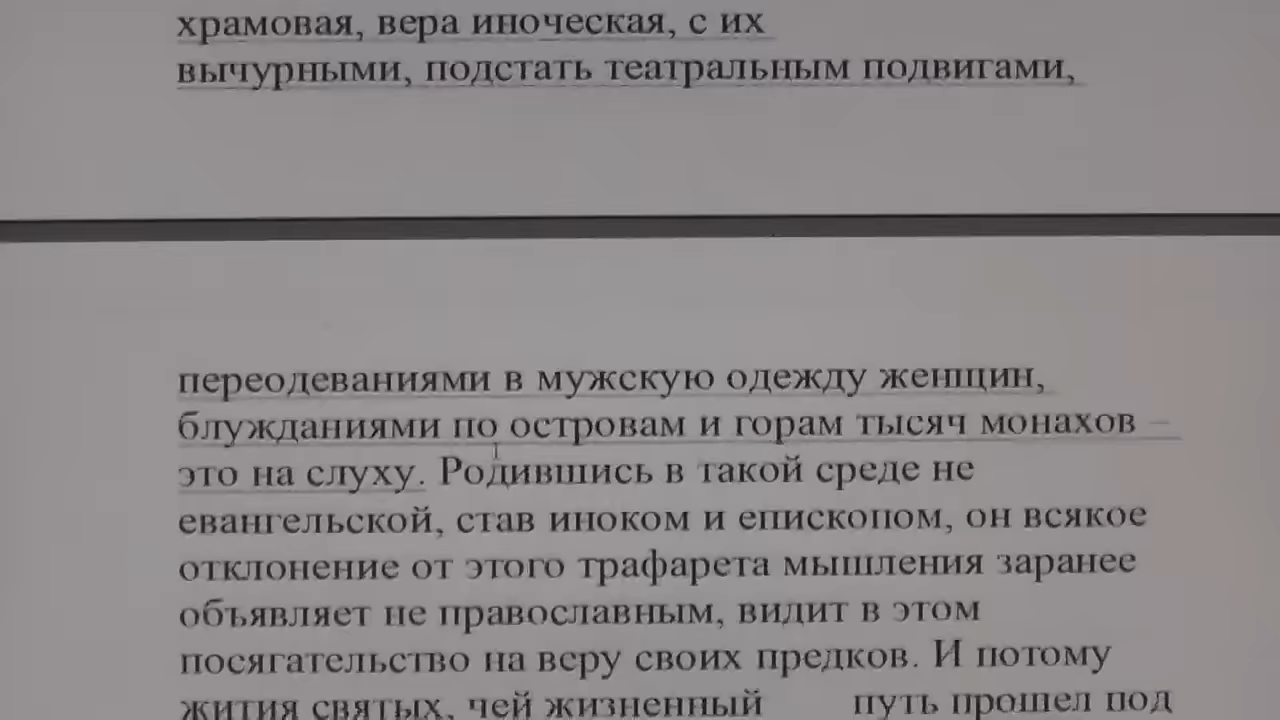 храмовая, вера иноческая, с их
вычурными, подстать театральным подвигами,
переодеваниями в мужскую одежду женщин,
блужданиями по островам и горам тысяч монахов –
это на слуху. Родившись в такой среде не
евангельской, став иноком и епископом, он всякое
отклонение от этого трафарета мышления заранее
объявляет не православным, видит в этом
посягательство на веру своих предков. И потому
жития святых, чей жизненный путь прошел под